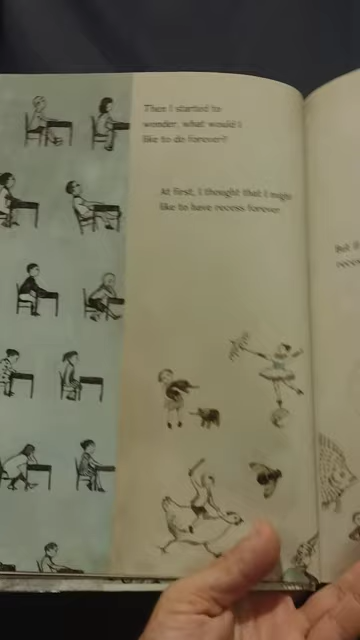 Then I started to
wonder, what would I
like to do forever?
At first, I thought that I might
like to have recess forever.
But